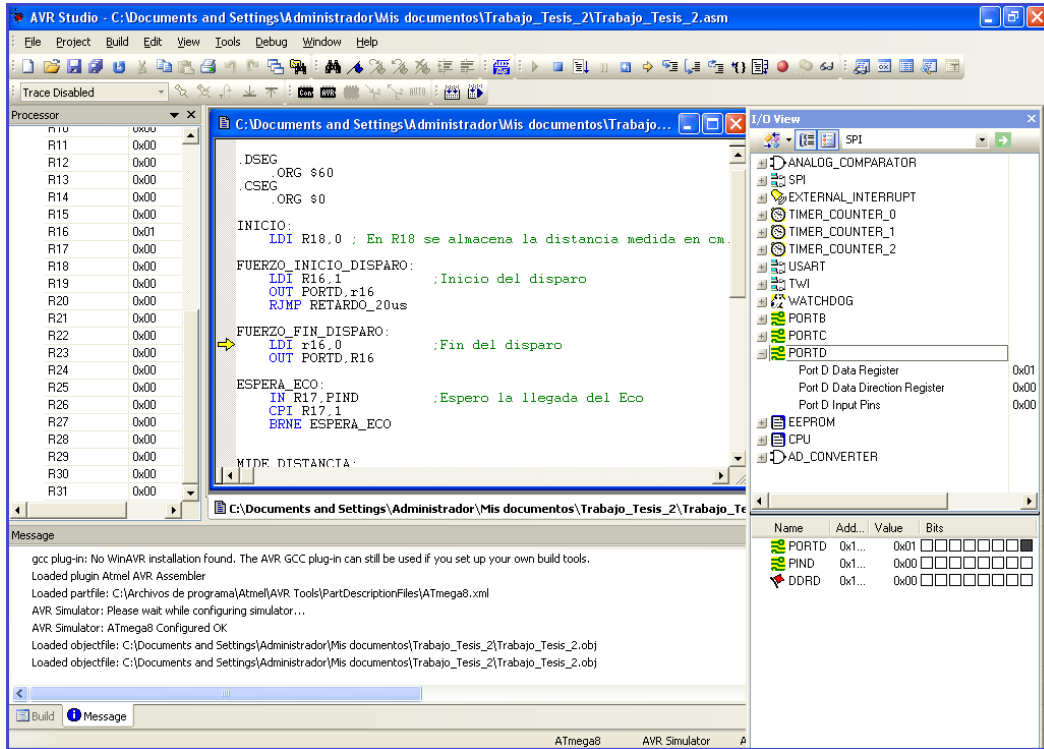 AVR Studio - C:\Documents and Settings\Administrador\Mis documentos\Trabajo_Tesis_2\Trabajo_Tesis_2.asm
File Project Build Edit View Tools Debug Window Help
Trace Disabled
Processor
R10 0x00
R11 0x00
R12 0x00
R13 0x00
R14 0x00
R15 0x00
R16 0x01
R17 0x00
R18 0x00
R19 0x00
R20 0x00
R21 0x00
R22 0x00
R23 0x00
R24 0x00
R25 0x00
R26 0x00
R27 0x00
R28 0x00
R29 0x00
R30 0x00
R31 0x00
C:\Documents and Settings\Administrador\Mis documentos\Trabajo...
.DSEG
.ORG $60
.CSEG
.ORG $0
INICIO:
LDI R18,0 ; En R18 se almacena la distancia medida en cm.
FUERZO_INICIO_DISPARO:
LDI R16,1 ;Inicio del disparo
OUT PORTD,r16
RJMP RETARDO_20us
FUERZO_FIN_DISPARO:
LDI r16,0 ;Fin del disparo
OUT PORTD,R16
ESPERA_ECO:
IN R17,PIND ;Espero la llegada del Eco
CPI R17,1
BRNE ESPERA_ECO
MIDE_DISTANCIA:
C:\Documents and Settings\Administrador\Mis documentos\Trabajo_Tesis_2\Trabajo_Te
I/O View
SPI
ANALOG_COMPARATOR
SPI
EXTERNAL_INTERRUPT
TIMER_COUNTER_0
TIMER_COUNTER_1
TIMER_COUNTER_2
USART
TWI
WATCHDOG
PORTB
PORTC
PORTD
Port D Data Register 0x01
Port D Data Direction Register 0x00
Port D Input Pins 0x00
EEPROM
CPU
AD_CONVERTER
Name Add... Value Bits
PORTD 0x1... 0x01
PIND 0x1... 0x00
DDRD 0x1... 0x00
Message
gcc plug-in: No WinAVR installation found. The AVR GCC plug-in can still be used if you set up your own build tools.
Loaded plugin Atmel AVR Assembler
Loaded partfile: C:\Archivos de programa\Atmel\AVR Tools\PartDescriptionFiles\ATmega8.xml
AVR Simulator: Please wait while configuring simulator...
AVR Simulator: ATmega8 Configured OK
Loaded objectfile: C:\Documents and Settings\Administrador\Mis documentos\Trabajo_Tesis_2\Trabajo_Tesis_2.obj
Loaded objectfile: C:\Documents and Settings\Administrador\Mis documentos\Trabajo_Tesis_2\Trabajo_Tesis_2.obj
Build Message
ATmega8 AVR Simulator A